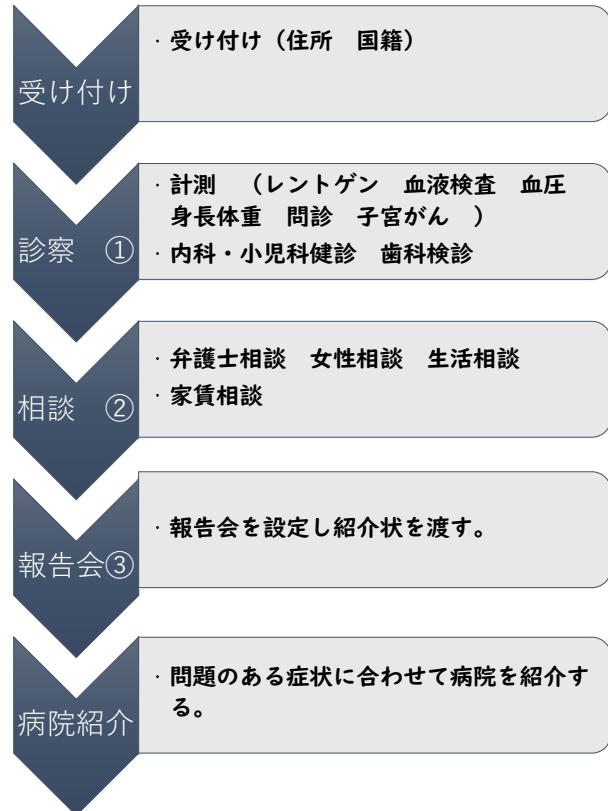 受け付け
・受け付け（住所　国籍）
診察　①
・計測　（レントゲン　血液検査　血圧
身長体重　問診　子宮がん　）
・内科・小児科健診　歯科検診
相談　②
・弁護士相談　女性相談　生活相談
・家賃相談
報告会③
・報告会を設定し紹介状を渡す。
病院紹介
・問題のある症状に合わせて病院を紹介す
る。